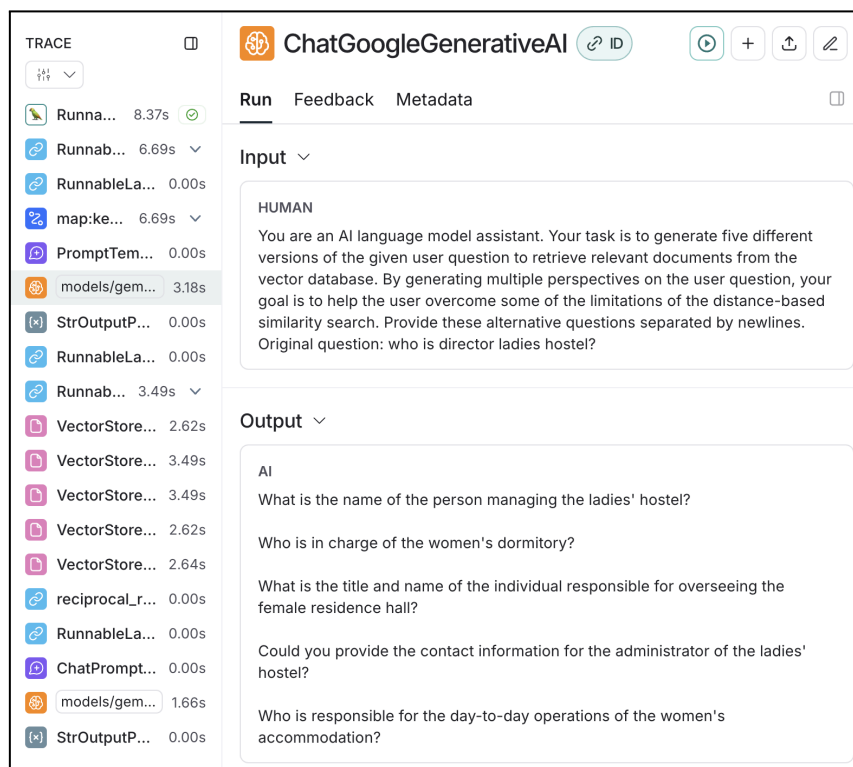 TRACE
Runna... 8.37s
Runnab... 6.69s
RunnableLa... 0.00s
map:ke... 6.69s
PromptTem... 0.00s
models/gem... 3.18s
StrOutputP... 0.00s
RunnableLa... 0.00s
Runnab... 3.49s
VectorStore... 2.62s
VectorStore... 3.49s
VectorStore... 3.49s
VectorStore... 2.62s
VectorStore... 2.64s
reciprocal_r... 0.00s
RunnableLa... 0.00s
ChatPrompt... 0.00s
models/gem... 1.66s
StrOutputP... 0.00s
ChatGoogleGenerativeAI ID
Run Feedback Metadata
Input
HUMAN
You are an AI language model assistant. Your task is to generate five different
versions of the given user question to retrieve relevant documents from the
vector database. By generating multiple perspectives on the user question, your
goal is to help the user overcome some of the limitations of the distance-based
similarity search. Provide these alternative questions separated by newlines.
Original question: who is director ladies hostel?
Output
AI
What is the name of the person managing the ladies' hostel?
Who is in charge of the women's dormitory?
What is the title and name of the individual responsible for overseeing the
female residence hall?
Could you provide the contact information for the administrator of the ladies'
hostel?
Who is responsible for the day-to-day operations of the women's
accommodation?